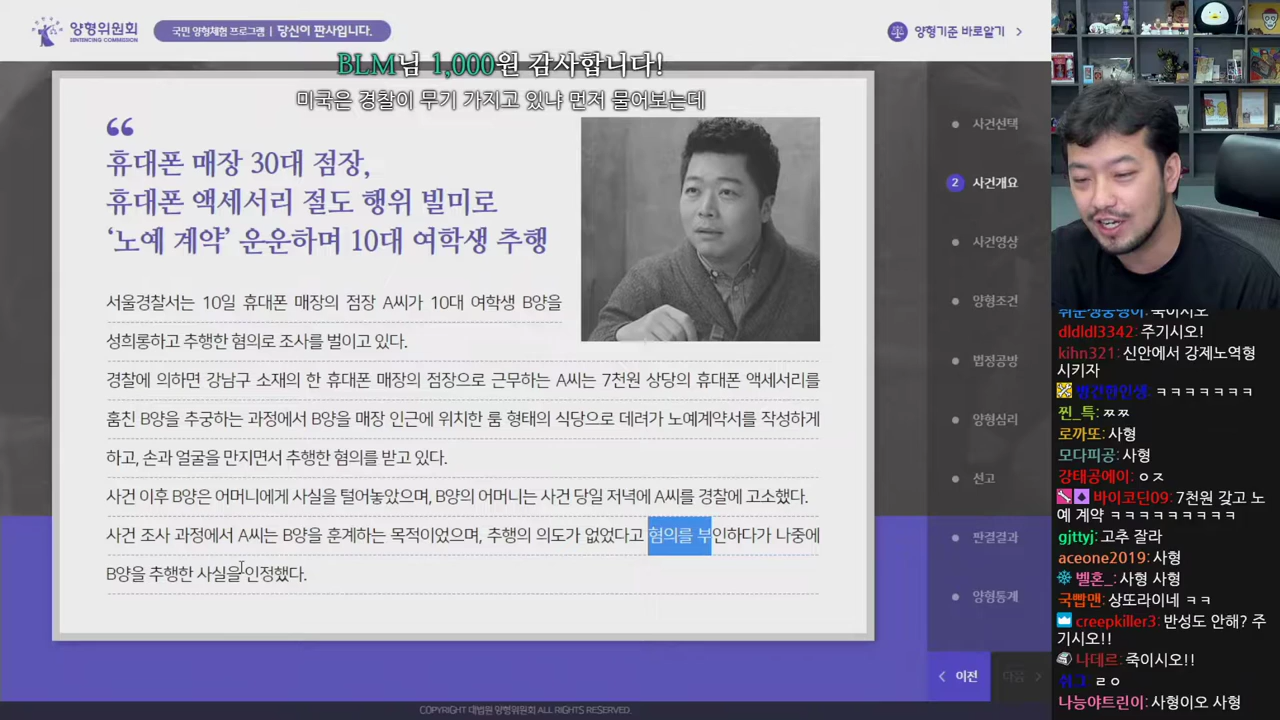 양형위원회
SENTENCING COMMISSION
국민 양형체험 프로그램 | 당신이 판사입니다.
양형기준 바로알기
BLM님 1,000원 감사합니다!
미국은 경찰이 무기 가지고 있냐 먼저 물어보는데
“
휴대폰 매장 30대 점장,
휴대폰 액세서리 절도 행위 빌미로
‘노예 계약’ 운운하며 10대 여학생 추행
서울경찰서는 10일 휴대폰 매장의 점장 A씨가 10대 여학생 B양을
성희롱하고 추행한 혐의로 조사를 벌이고 있다.
경찰에 의하면 강남구 소재의 한 휴대폰 매장의 점장으로 근무하는 A씨는 7천원 상당의 휴대폰 액세서리를
훔친 B양을 추궁하는 과정에서 B양을 매장 인근에 위치한 룸 형태의 식당으로 데려가 노예계약서를 작성하게
하고, 손과 얼굴을 만지면서 추행한 혐의를 받고 있다.
사건 이후 B양은 어머니에게 사실을 털어놓았으며, B양의 어머니는 사건 당일 저녁에 A씨를 경찰에 고소했다.
사건 조사 과정에서 A씨는 B양을 훈계하는 목적이었으며, 추행의 의도가 없었다고 혐의를 부인하다가 나중에
B양을 추행한 사실을 인정했다.
사건선택
2 사건개요
사건영상
양형조건
법정공방
양형심리
선고
판결결과
양형통계
이전
다음
COPYRIGHT 대법원 양형위원회 ALL RIGHTS RESERVED.
dldldl3342: 주기시오!
kihn321: 신안에서 강제노역형
시키자
범건한인생: ㅋㅋㅋㅋㅋㅋㅋ
찐_특: ㅉㅉ
로까또: 사형
모다피공: 사형
강태공에이: ㅇㅈ
바이코딘09: 7천원 갖고 노
예 계약 ㅋㅋㅋㅋㅋㅋㅋㅋㅋ
gjttyj: 고추 잘라
aceone2019: 사형
벨혼_: 사형 사형
국빱맨: 상또라이네 ㅋㅋ
creepkiller3: 반성도 안해? 주
기시오!!
나데르: 죽이시오!!
쉬그: ㄹㅇ
나능야트린이: 사형이오 사형